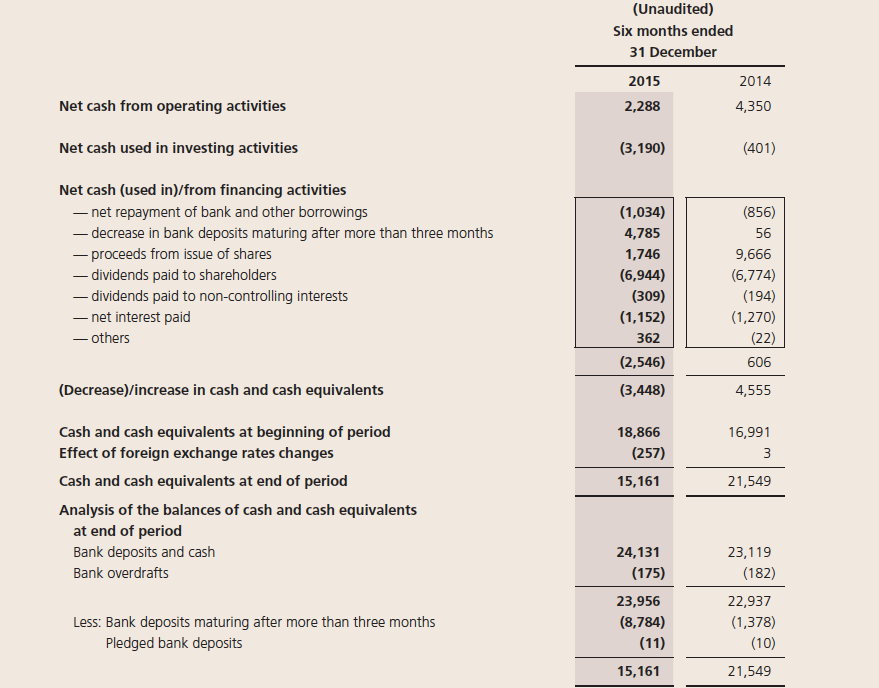 (Unaudited)
Six months ended
31 December
2015 2014
Net cash from operating activities 2,288 4,350
Net cash used in investing activities (3,190) (401)
Net cash (used in)/from financing activities
— net repayment of bank and other borrowings (1,034) (856)
— decrease in bank deposits maturing after more than three months 4,785 56
— proceeds from issue of shares 1,746 9,666
— dividends paid to shareholders (6,944) (6,774)
— dividends paid to non-controlling interests (309) (194)
— net interest paid (1,152) (1,270)
— others 362 (22)
(2,546) 606
(Decrease)/increase in cash and cash equivalents (3,448) 4,555
Cash and cash equivalents at beginning of period 18,866 16,991
Effect of foreign exchange rates changes (257) 3
Cash and cash equivalents at end of period 15,161 21,549
Analysis of the balances of cash and cash equivalents
at end of period
Bank deposits and cash 24,131 23,119
Bank overdrafts (175) (182)
23,956 22,937
Less: Bank deposits maturing after more than three months (8,784) (1,378)
Pledged bank deposits (11) (10)
15,161 21,549